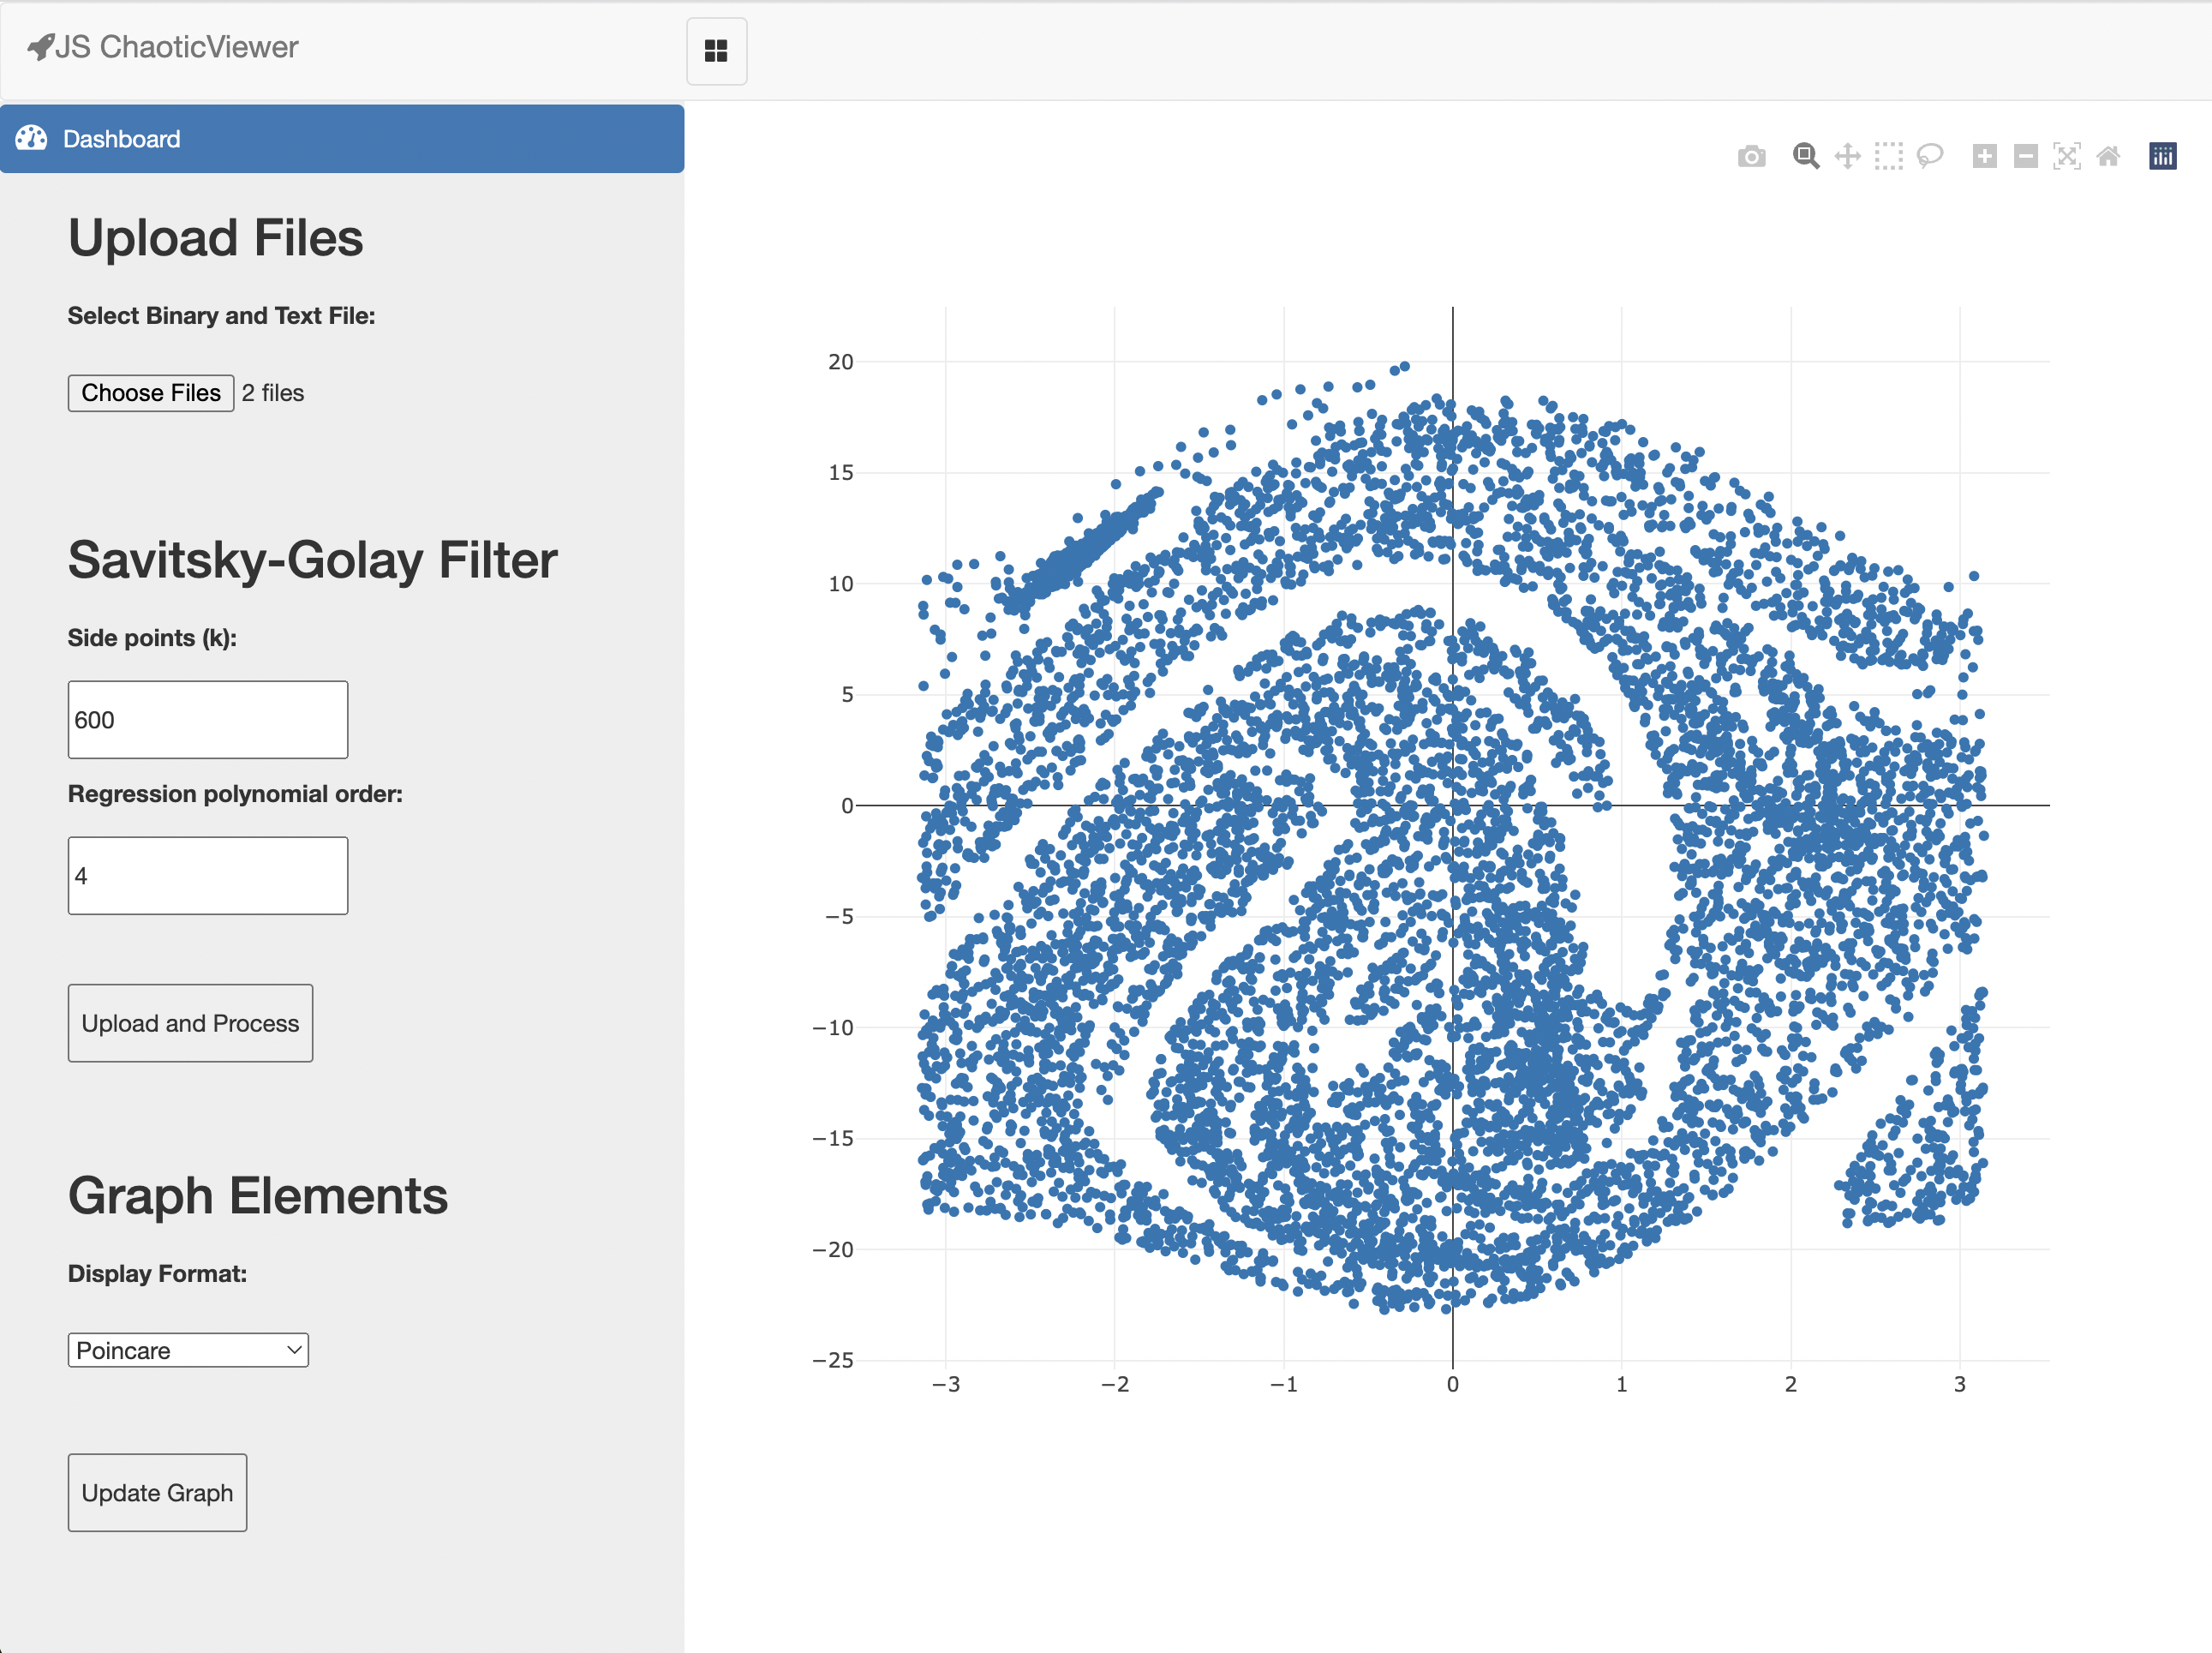 JS ChaoticViewer
Dashboard
Upload Files
Select Binary and Text File:
Choose Files 2 files
Savitsky-Golay Filter
Side points (k):
600
Regression polynomial order:
4
Upload and Process
Graph Elements
Display Format:
Poincare
Update Graph
20
15
10
5
0
−5
−10
−15
−20
−25
−3 −2 −1 0 1 2 3